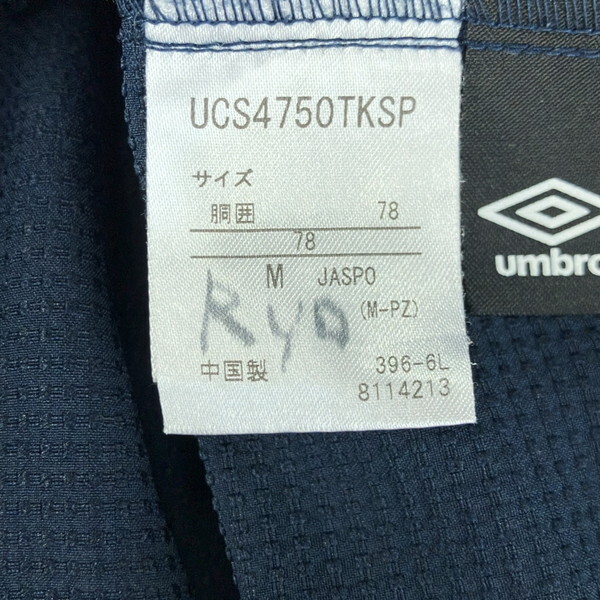 UCS4750TKSP
サイズ
胴囲 78
78
M JASPO
(M-PZ)
Ryo
中国製 396-6L
8114213
umbro